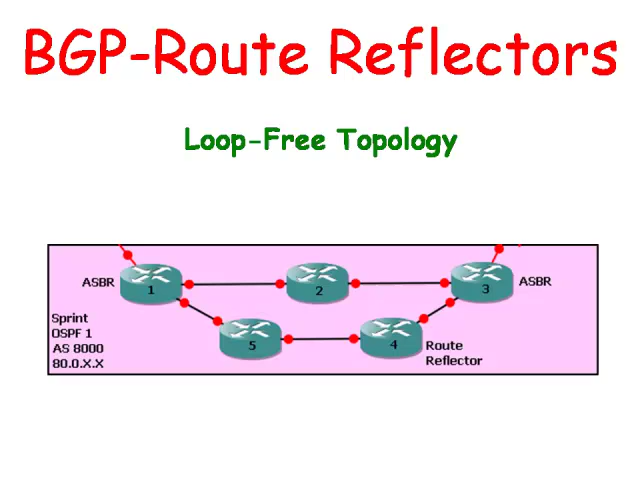 BGP-Route Reflectors
Loop-Free Topology
ASBR
1
2
3
ASBR
Sprint
OSPF 1
AS 8000
80.0.X.X
5
4
Route
Reflector